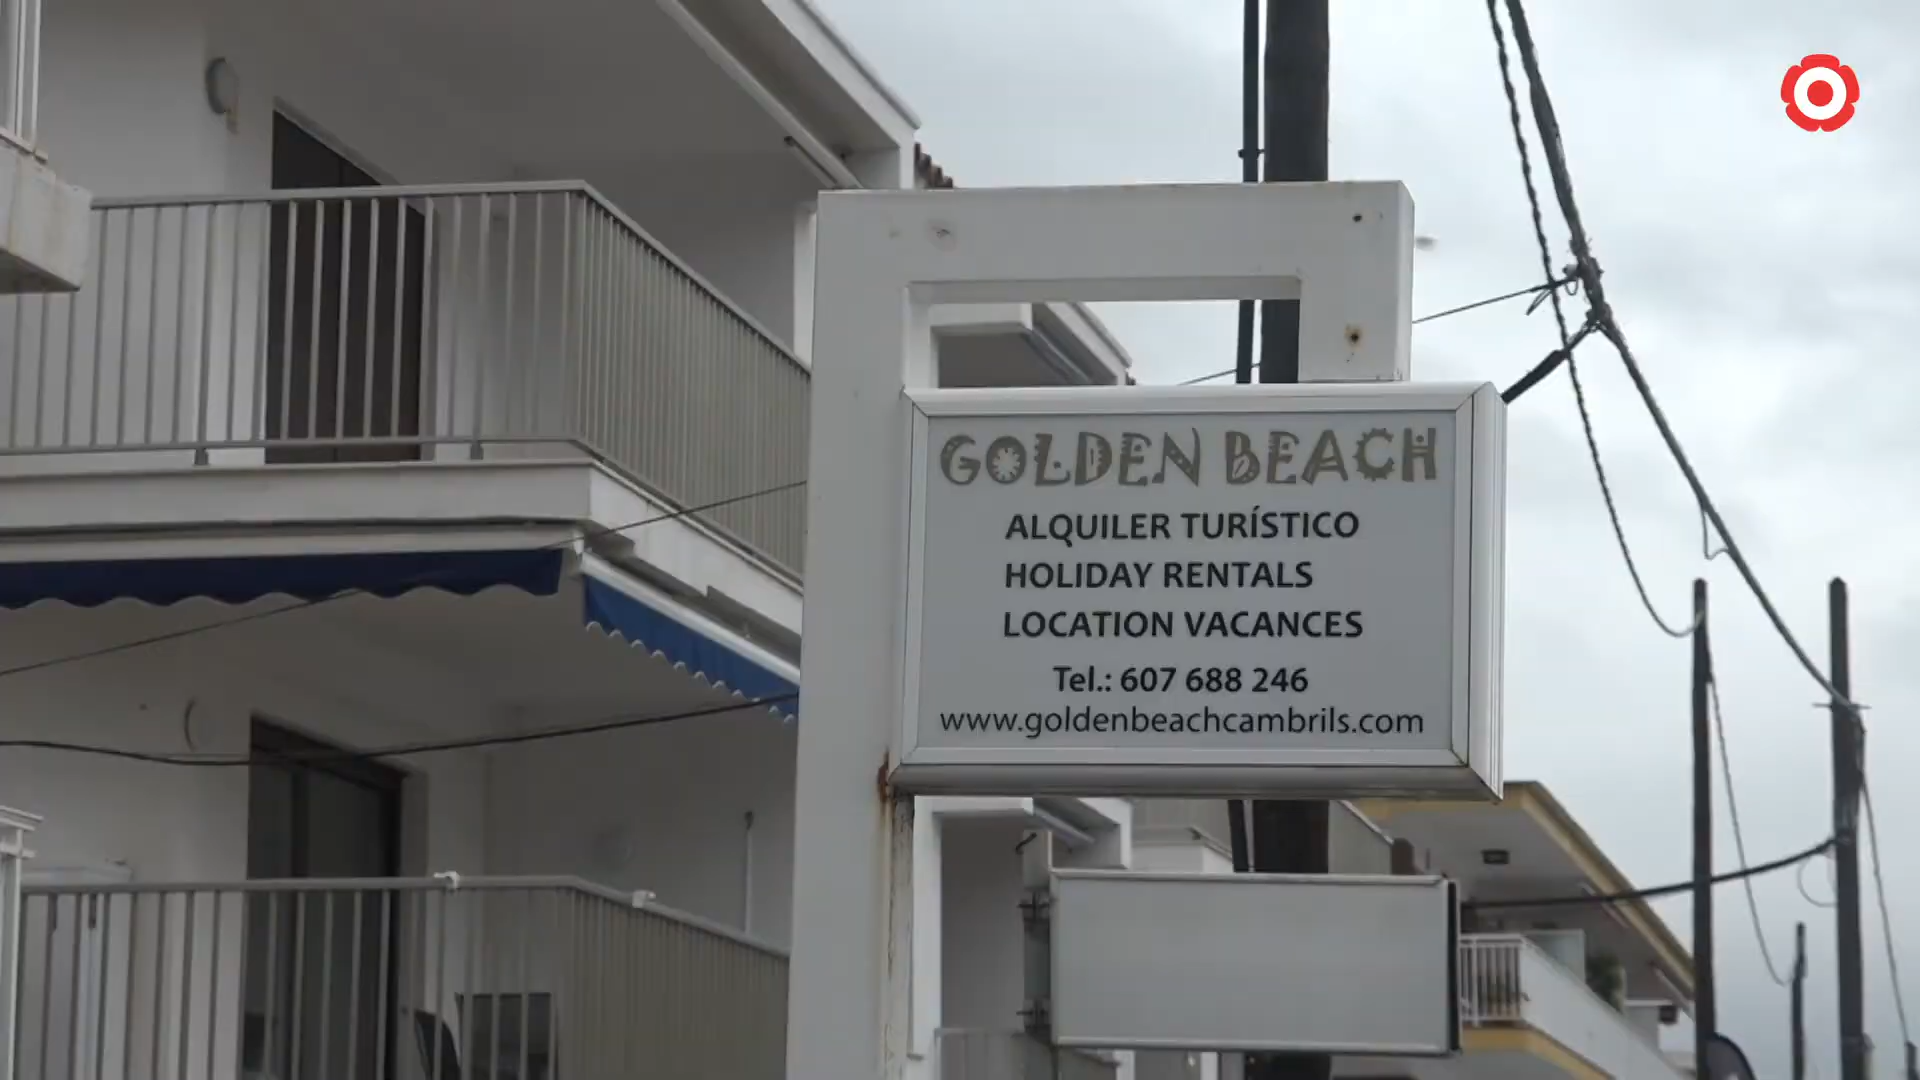 GOLDEN BEACH
ALQUILER TURÍSTICO
HOLIDAY RENTALS
LOCATION VACANCES
Tel.: 607 688 246
www.goldenbeachcambrils.com